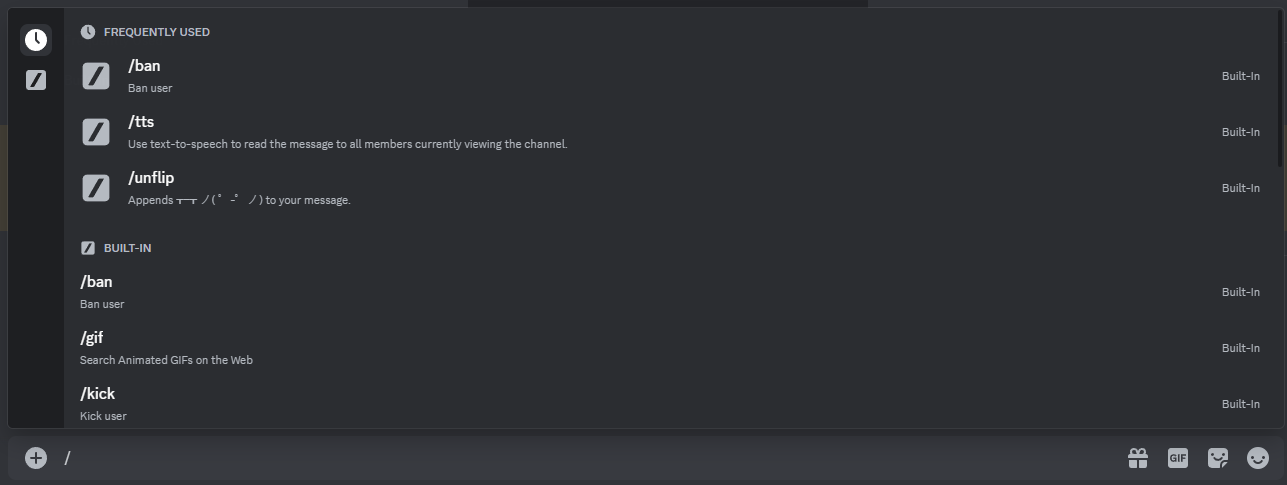 FREQUENTLY USED
/ban
Ban user
Built-In
/tts
Use text-to-speech to read the message to all members currently viewing the channel.
Built-In
/unflip
Appends ┬─┬ ノ( ゜-゜ノ) to your message.
Built-In
BUILT-IN
/ban
Ban user
Built-In
/gif
Search Animated GIFs on the Web
Built-In
/kick
Kick user
Built-In
/
GIF